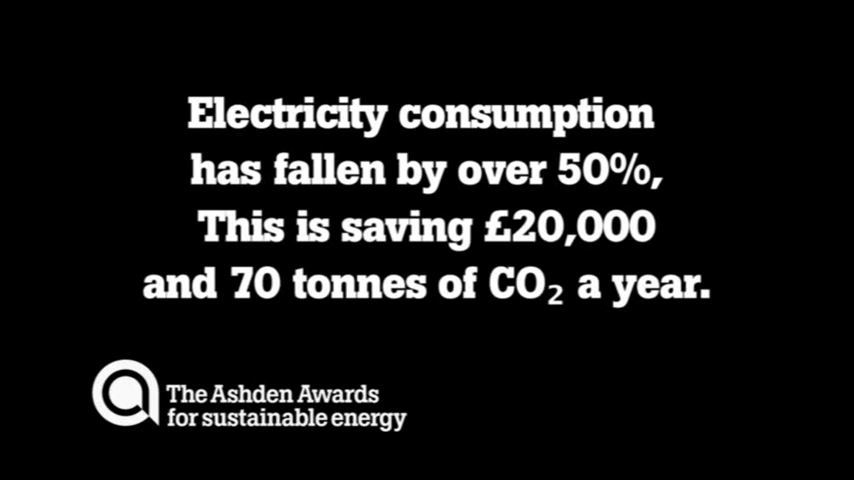 Electricity consumption
has fallen by over 50%,
This is saving £20,000
and 70 tonnes of CO₂ a year.
The Ashden Awards
for sustainable energy